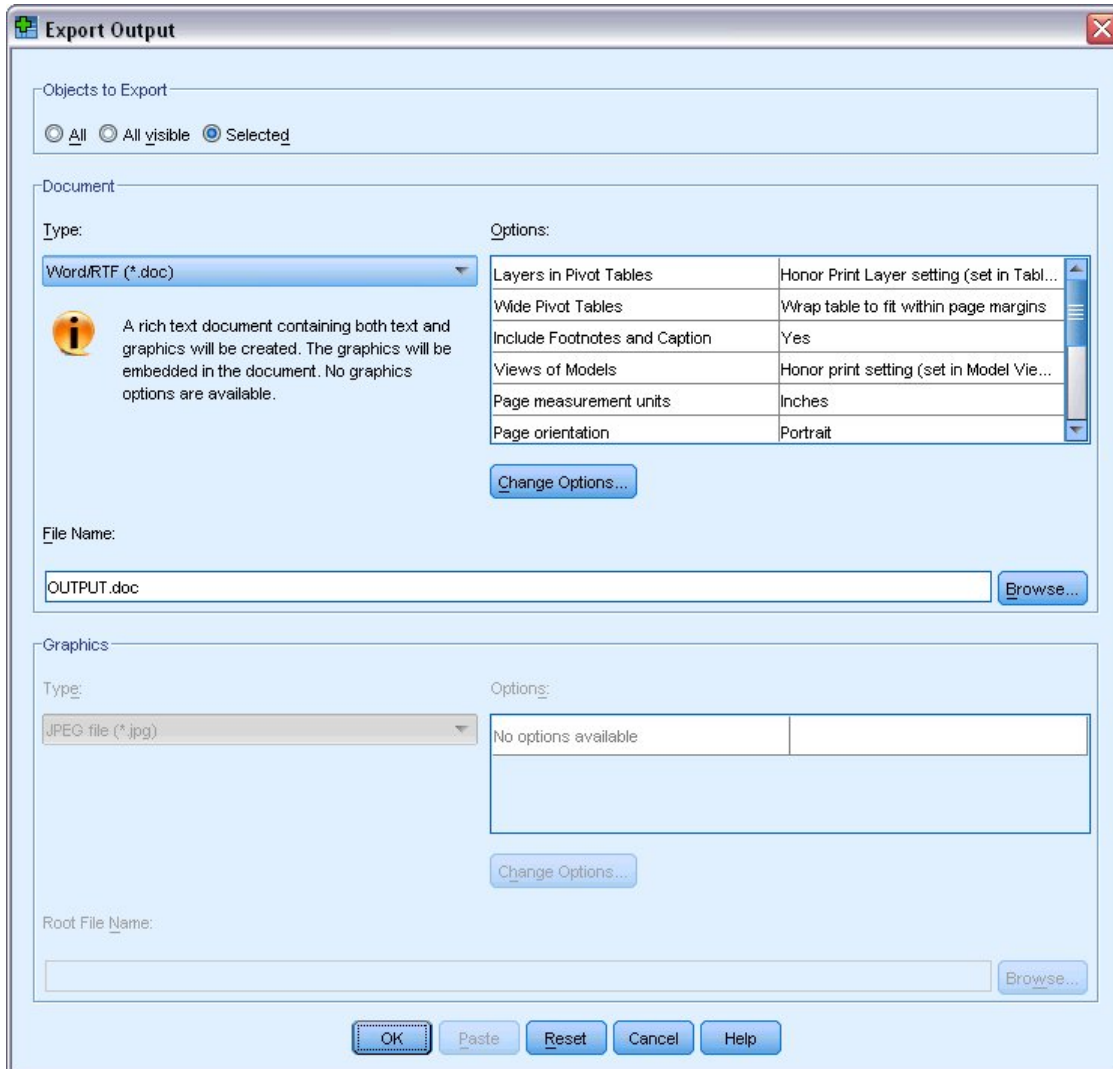 Export Output
Objects to Export
All All visible Selected
Document
Type:
Word/RTF (*.doc)
A rich text document containing both text and
graphics will be created. The graphics will be
embedded in the document. No graphics
options are available.
Options:
Layers in Pivot Tables Honor Print Layer setting (set in Tabl...
Wide Pivot Tables Wrap table to fit within page margins
Include Footnotes and Caption Yes
Views of Models Honor print setting (set in Model Vie...
Page measurement units Inches
Page orientation Portrait
Change Options...
File Name:
OUTPUT.doc
Browse...
Graphics
Type:
JPEG file (*.jpg)
Options:
No options available
Change Options...
Root File Name:
Browse...
OK Paste Reset Cancel Help